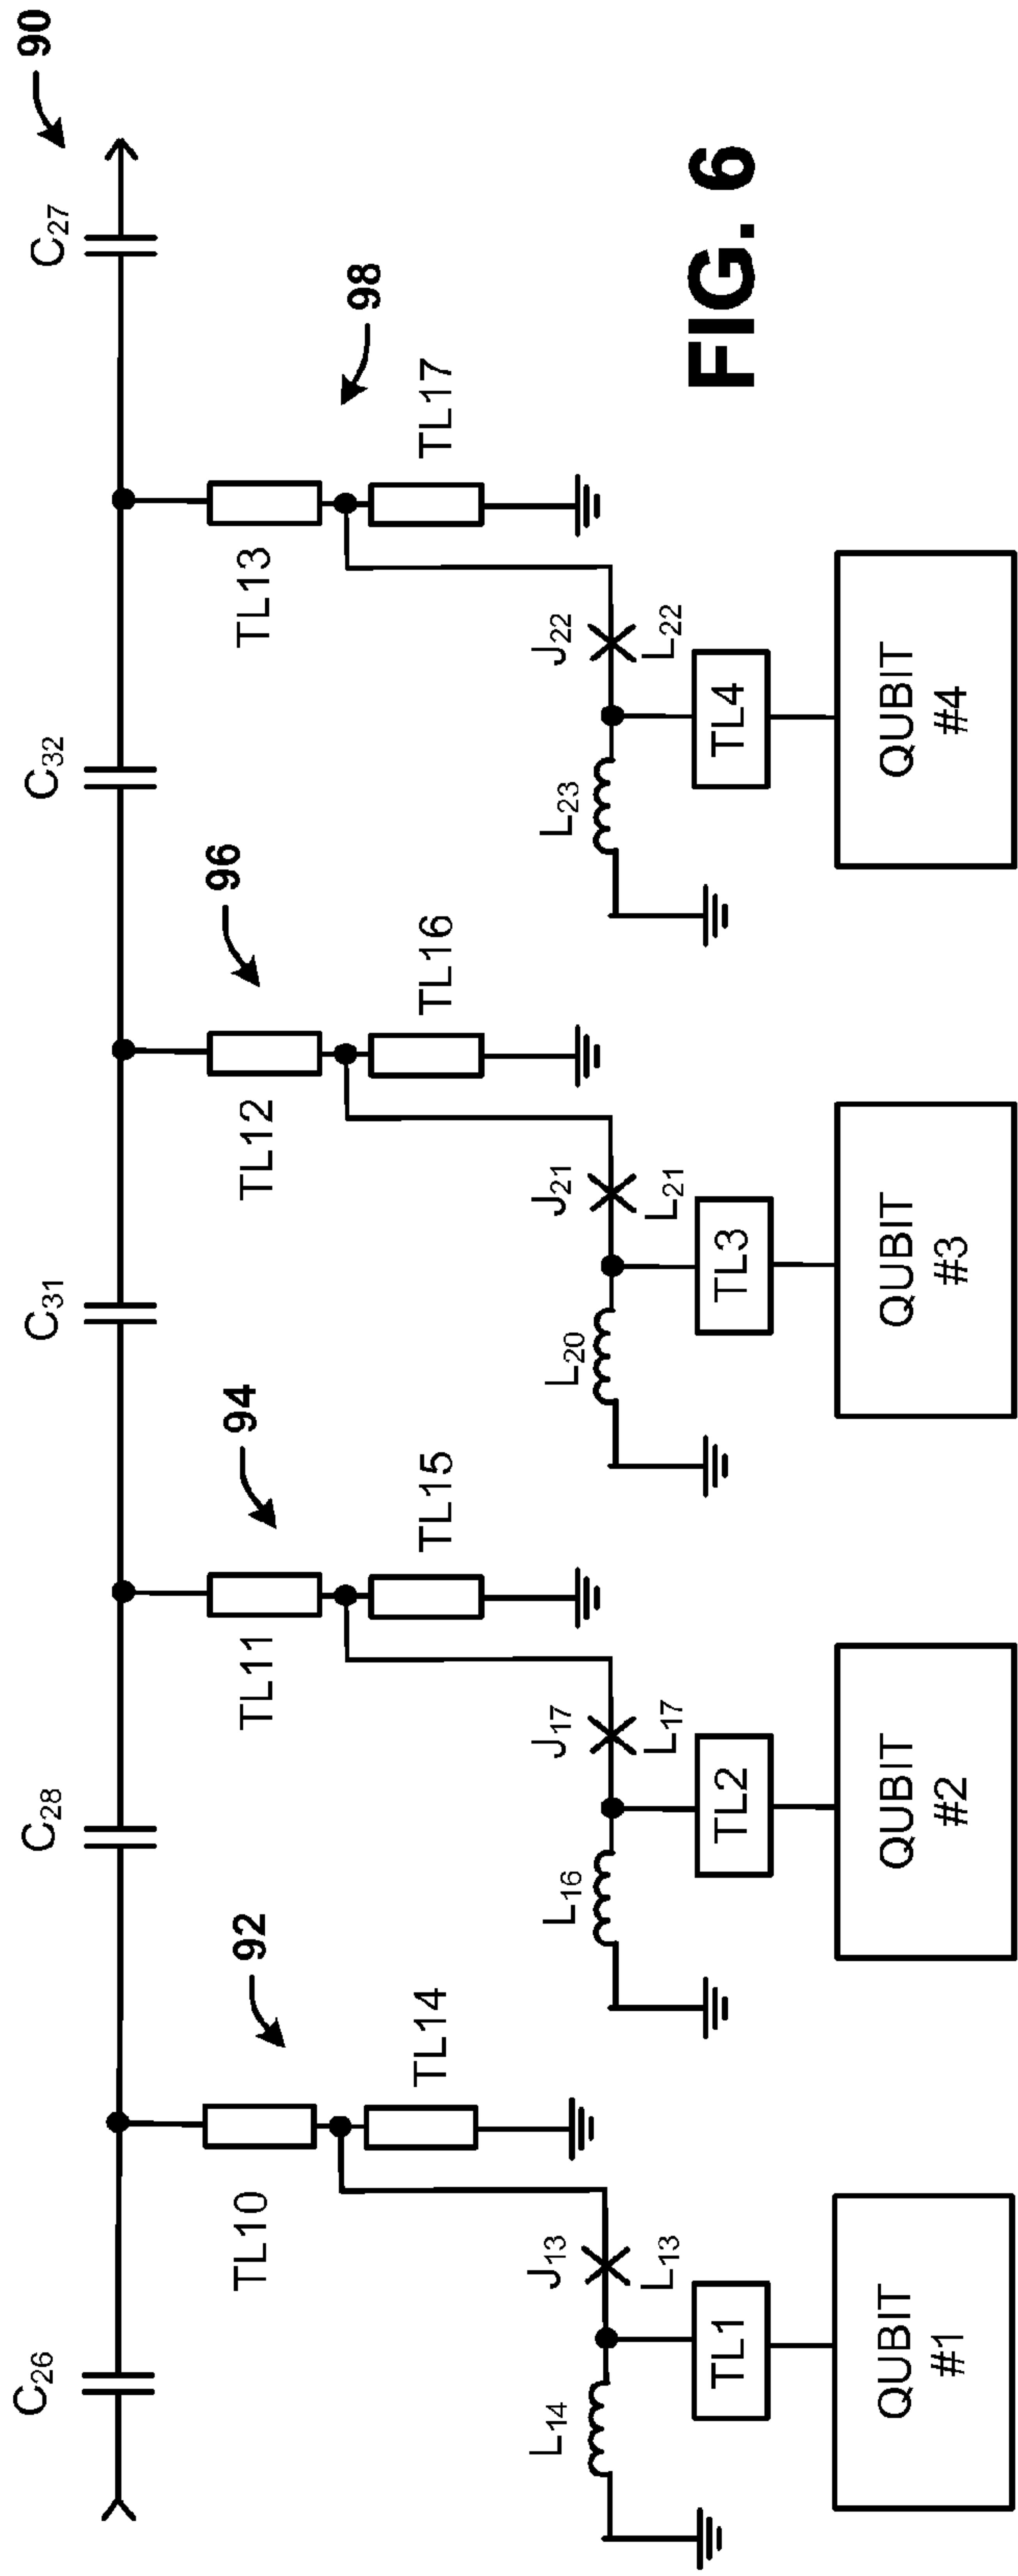 90
C26
C28
C31
C32
C27
92
94
96
98
TL10
TL11
TL12
TL13
TL14
TL15
TL16
TL17
J13
J17
J21
J22
L14
L13
L16
L17
L20
L21
L23
L22
TL1
TL2
TL3
TL4
QUBIT
#1
QUBIT
#2
QUBIT
#3
QUBIT
#4
FIG. 6